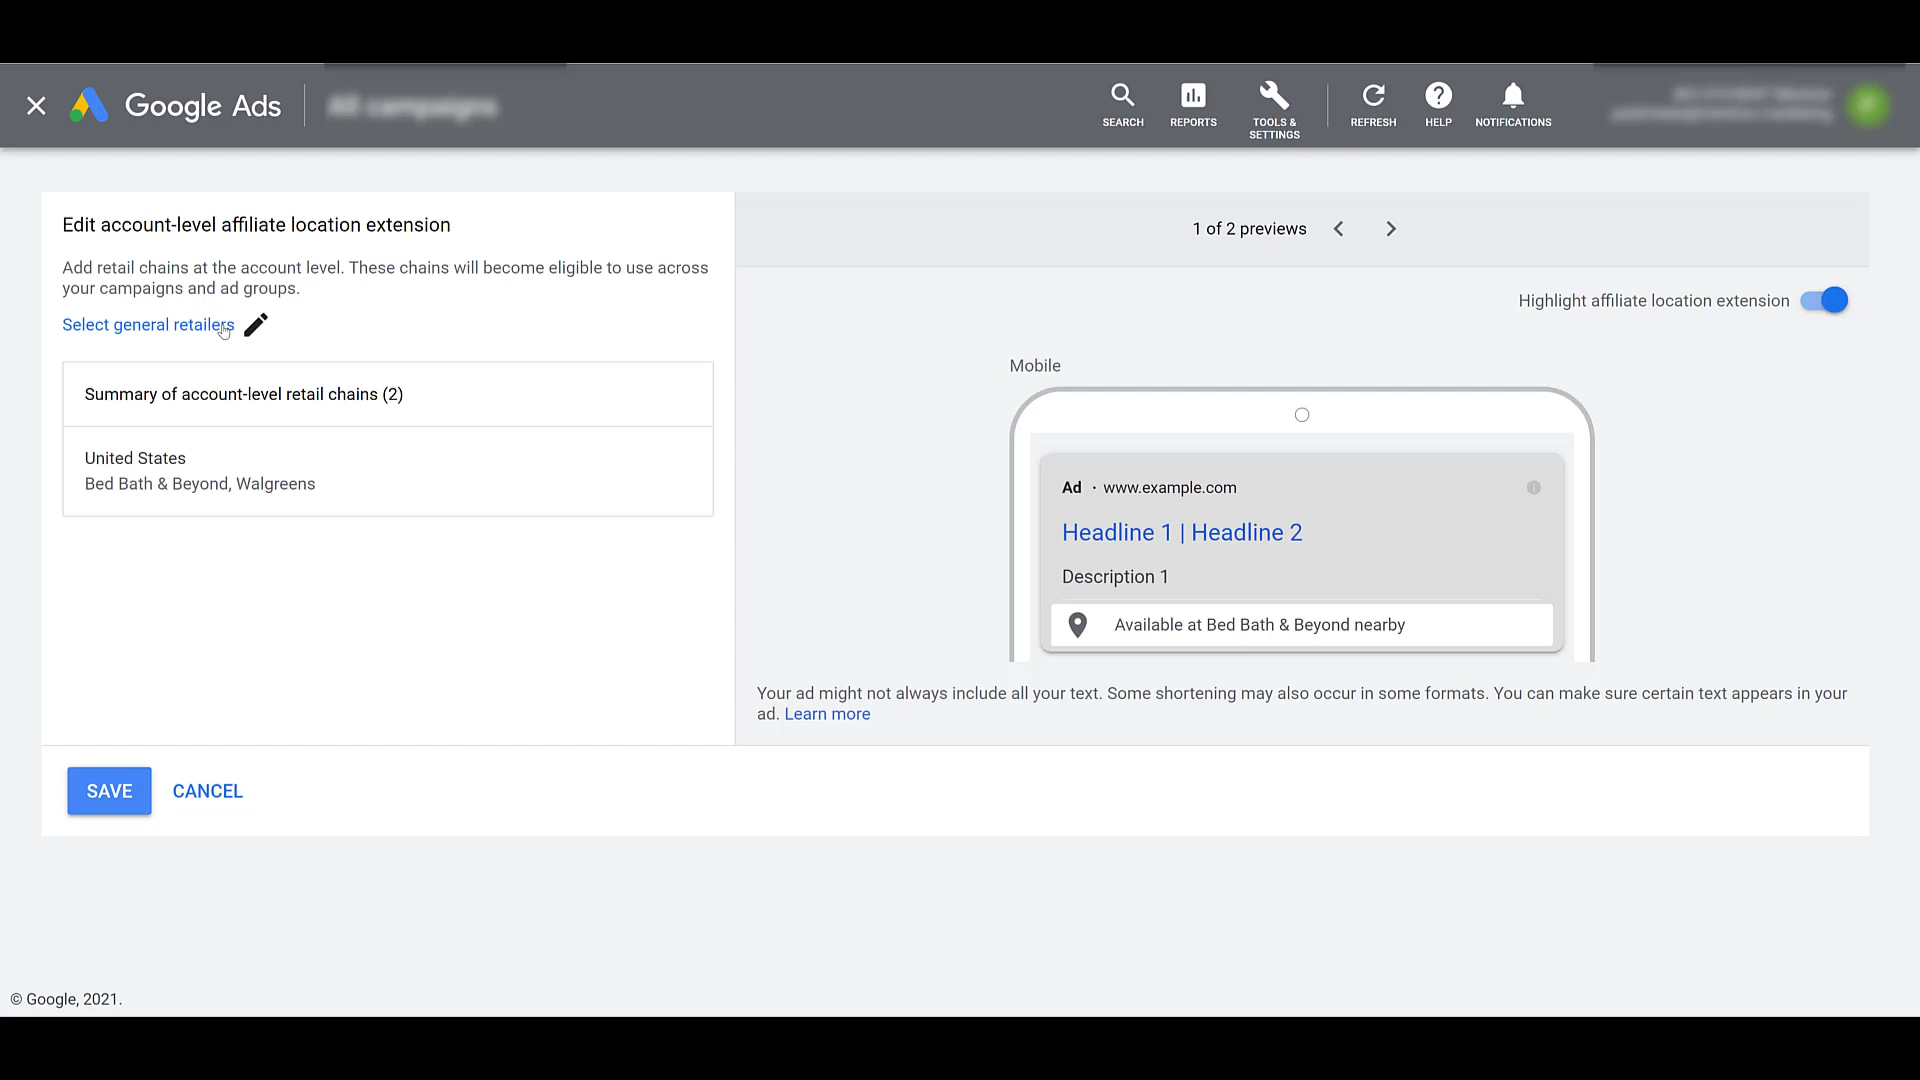 Google Ads
All campaigns
SEARCH
REPORTS
TOOLS &
SETTINGS
REFRESH
HELP
NOTIFICATIONS
Edit account-level affiliate location extension
Add retail chains at the account level. These chains will become eligible to use across
your campaigns and ad groups.
Select general retailers
Summary of account-level retail chains (2)
United States
Bed Bath & Beyond, Walgreens
1 of 2 previews
Highlight affiliate location extension
Mobile
Ad · www.example.com
Headline 1 | Headline 2
Description 1
Available at Bed Bath & Beyond nearby
Your ad might not always include all your text. Some shortening may also occur in some formats. You can make sure certain text appears in your
ad. Learn more
SAVE
CANCEL
© Google, 2021.